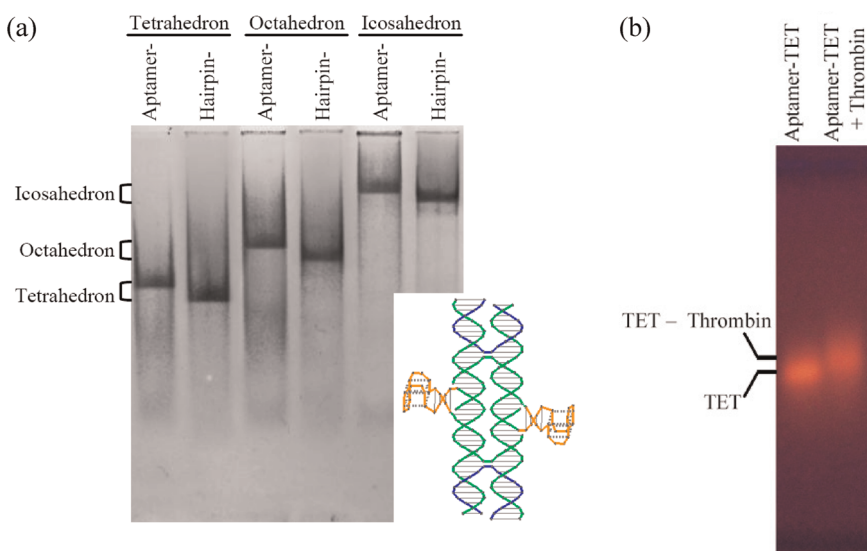 (a)
Tetrahedron
Octahedron
Icosahedron
Aptamer-
Hairpin-
Aptamer-
Hairpin-
Aptamer-
Hairpin-
Icosahedron
Octahedron
Tetrahedron
(b)
Aptamer-TET
Aptamer-TET
+ Thrombin
TET – Thrombin
TET